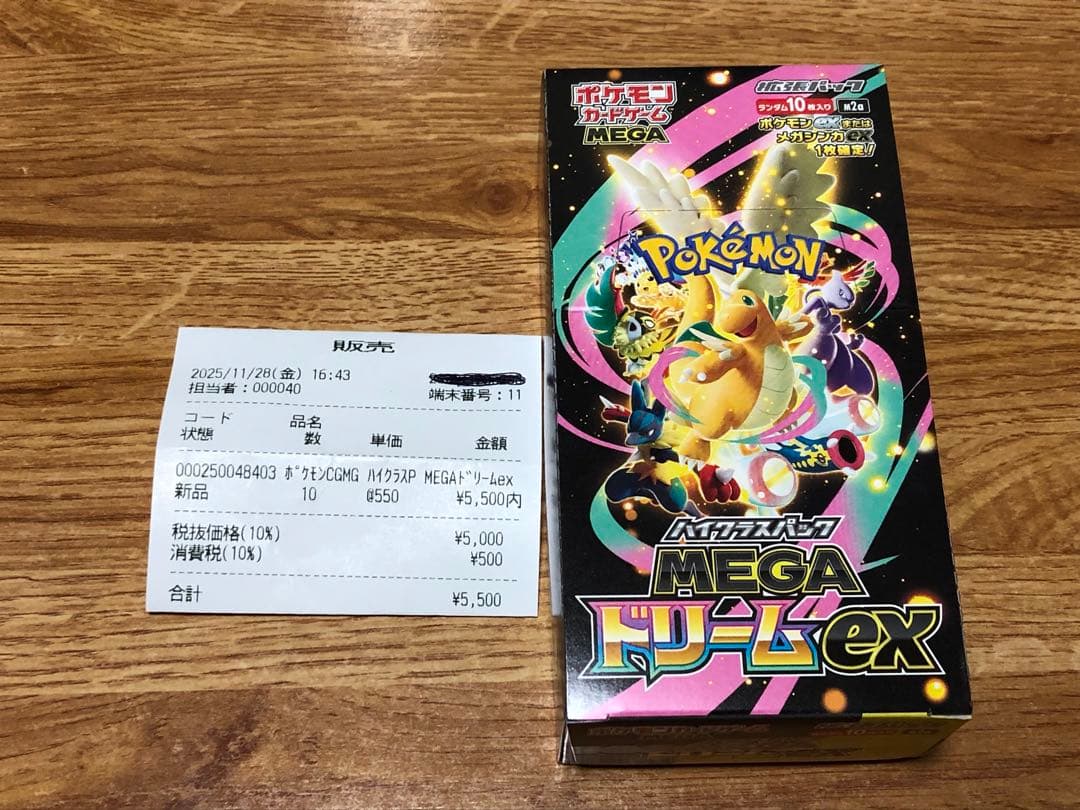 販売
2025/11/28(金) 16:43
担当者:000040
端末番号:11
コード 品名
状態 数 単価 金額
000250048403 ﾎﾟｹﾓﾝCGMG ﾊｲｸﾗｽP MEGAﾄﾞﾘｰﾑex
新品 10 @550 ¥5,500内
税抜価格(10%) ¥5,000
消費税(10%) ¥500
合計 ¥5,500
ポケモン
カードゲーム
MEGA
拡張パック
ランダム10枚入り M2a
ポケモンexまたは
メガシンカex
1枚確定!
POKéMON
ハイクラスパック
MEGA
ドリームex